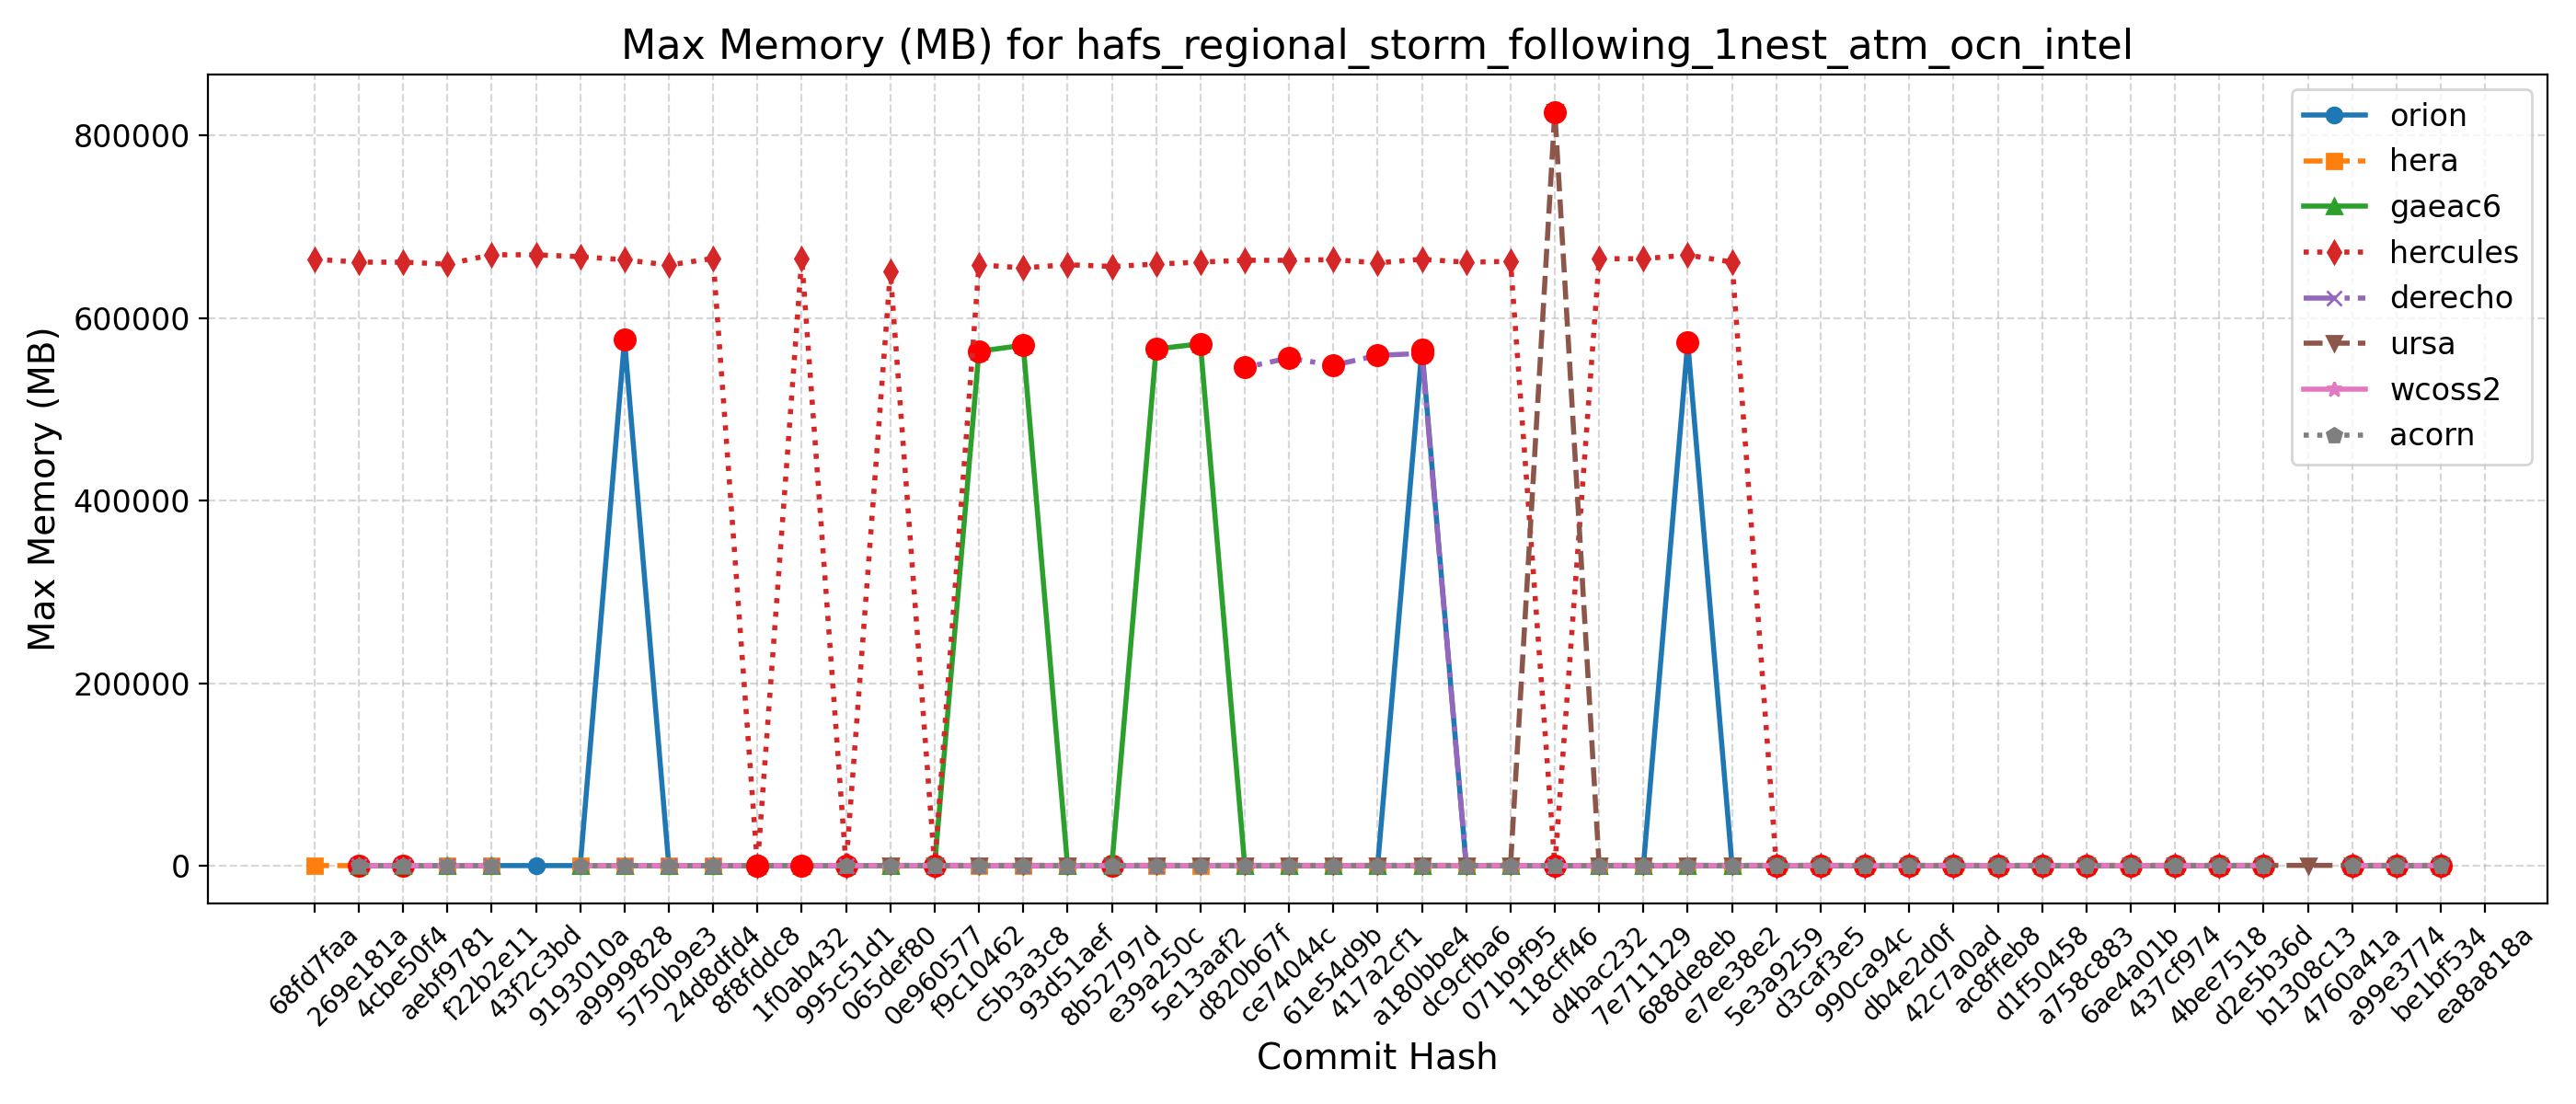 Max Memory (MB) for hafs_regional_storm_following_1nest_atm_ocn_intel
Max Memory (MB)
800000
600000
400000
200000
0
orion
hera
gaeac6
hercules
derecho
ursa
wcoss2
acorn
68fd7faa
269e181a
4cbe50f4
aebf9781
f22b2e11
43f2c3bd
9193010a
a9999828
5750b9e3
24d8dfd4
8f8fddc8
1f0ab432
995c51d1
065def80
0e960577
f9c10462
c5b3a3c8
93d51aef
8b52797d
e39a250c
5e13aaf2
d820b67f
ce74044c
61e54d9b
417a2cf1
a180bbe4
dc9cfba6
071b9f95
118cff46
d4bac232
7e711129
688de8eb
e7ee38e2
5e3a9259
d3caf3e5
990ca94c
db4e2d0f
42c7a0ad
ac8ffeb8
d1f50458
a758c883
6ae4a01b
437cf974
4bee7518
d2e5b36d
b1308c13
4760a41a
a99e3774
be1bf534
ea8a818a
Commit Hash